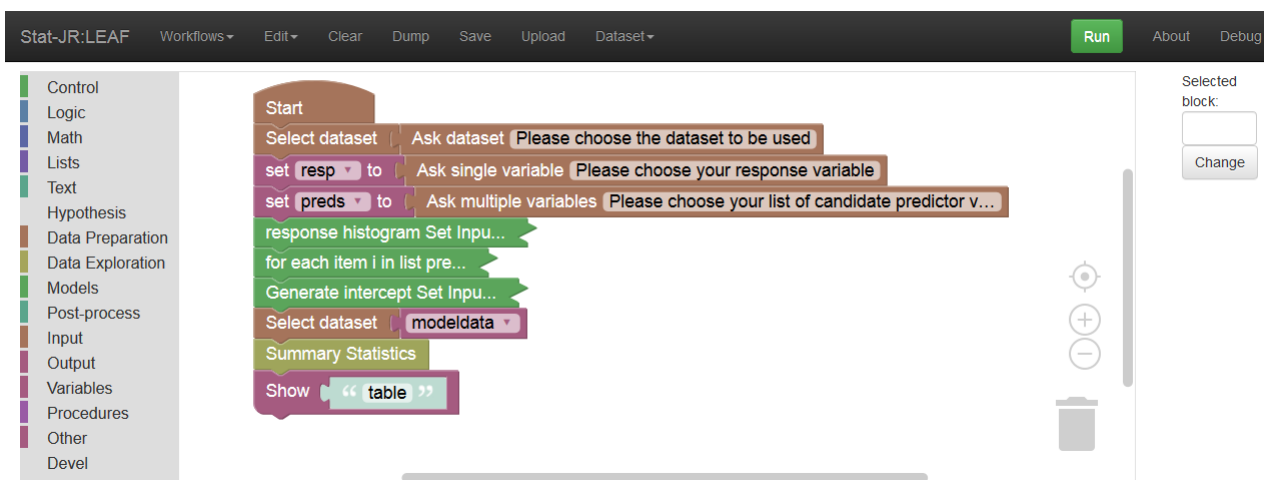 Stat-JR:LEAF Workflows Edit Clear Dump Save Upload Dataset Run About Debug
Control
Logic
Math
Lists
Text
Hypothesis
Data Preparation
Data Exploration
Models
Post-process
Input
Output
Variables
Procedures
Other
Devel
Start
Select dataset Ask dataset Please choose the dataset to be used
set resp to Ask single variable Please choose your response variable
set preds to Ask multiple variables Please choose your list of candidate predictor v...
response histogram Set Inpu...
for each item i in list pre...
Generate intercept Set Input...
Select dataset modeldata
Summary Statistics
Show “ table ”
Selected
block:
Change